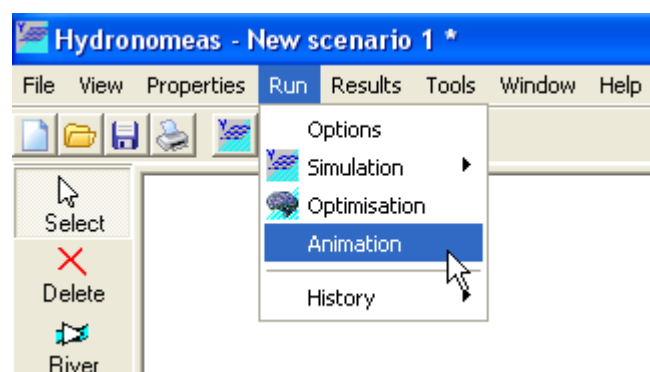 Hydronomeas - New scenario 1 *
File View Properties Run Results Tools Window Help
Options
Simulation
Select
Optimisation
Animation
Delete
History
River